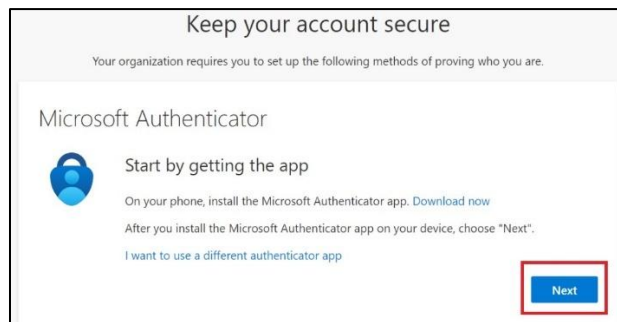 Keep your account secure
Your organization requires you to set up the following methods of proving who you are.
Microsoft Authenticator
Start by getting the app
On your phone, install the Microsoft Authenticator app. Download now
After you install the Microsoft Authenticator app on your device, choose "Next".
I want to use a different authenticator app
Next